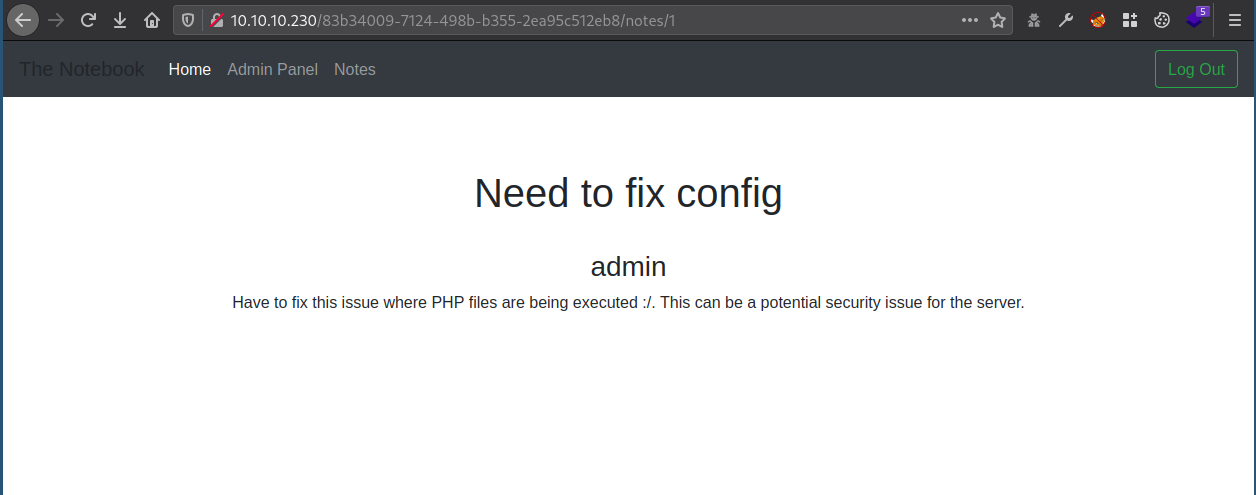 10.10.10.230/83b34009-7124-498b-b355-2ea95c512eb8/notes/1
5
The Notebook Home Admin Panel Notes Log Out
Need to fix config
admin
Have to fix this issue where PHP files are being executed :/. This can be a potential security issue for the server.